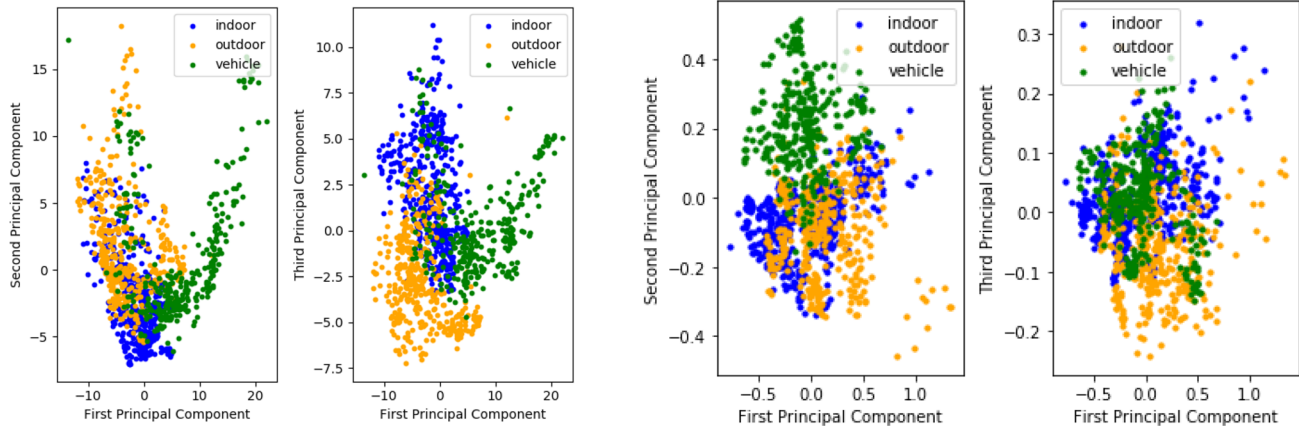 Second Principal Component
15
10
5
0
−5
−10
0
10
20
First Principal Component
indoor
outdoor
vehicle
Third Principal Component
10.0
7.5
5.0
2.5
0.0
−2.5
−5.0
−7.5
−10
0
10
20
First Principal Component
indoor
outdoor
vehicle
Second Principal Component
0.4
0.2
0.0
−0.2
−0.4
−0.5
0.0
0.5
1.0
First Principal Component
indoor
outdoor
vehicle
Third Principal Component
0.3
0.2
0.1
0.0
−0.1
−0.2
−0.5
0.0
0.5
1.0
First Principal Component
indoor
outdoor
vehicle